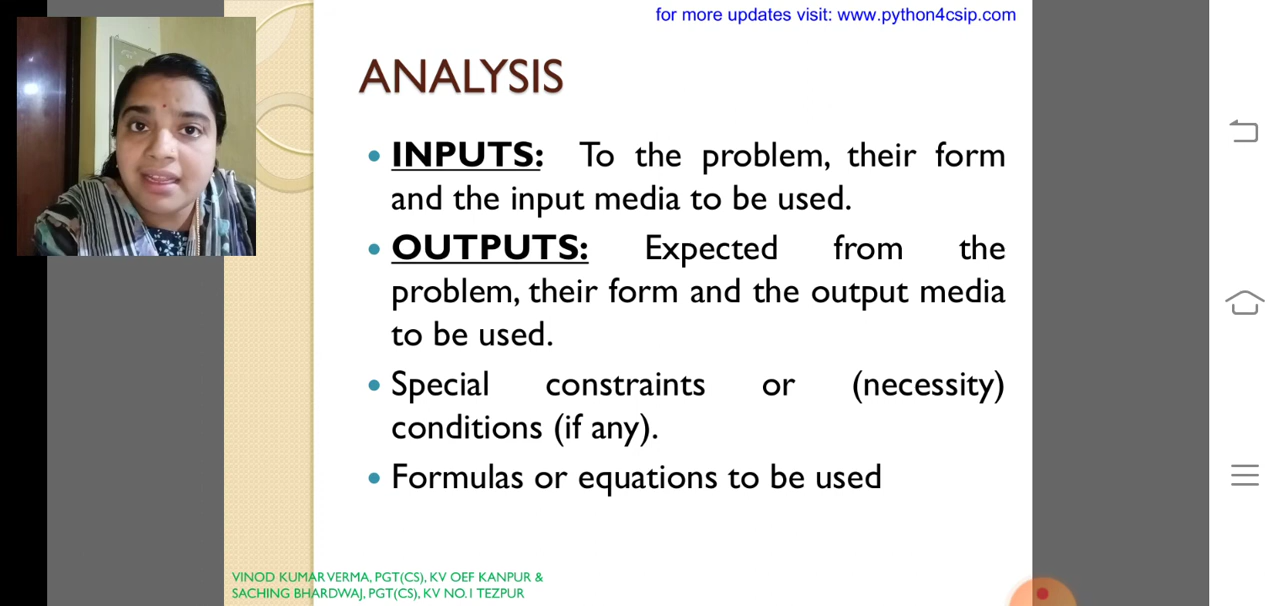 for more updates visit: www.python4csip.com
ANALYSIS
INPUTS: To the problem, their form
and the input media to be used.
OUTPUTS: Expected from the
problem, their form and the output media
to be used.
Special constraints or (necessity)
conditions (if any).
Formulas or equations to be used
VINOD KUMAR VERMA, PGT(CS), KV OEF KANPUR &
SACHING BHARDWAJ, PGT(CS), KV NO.1 TEZPUR